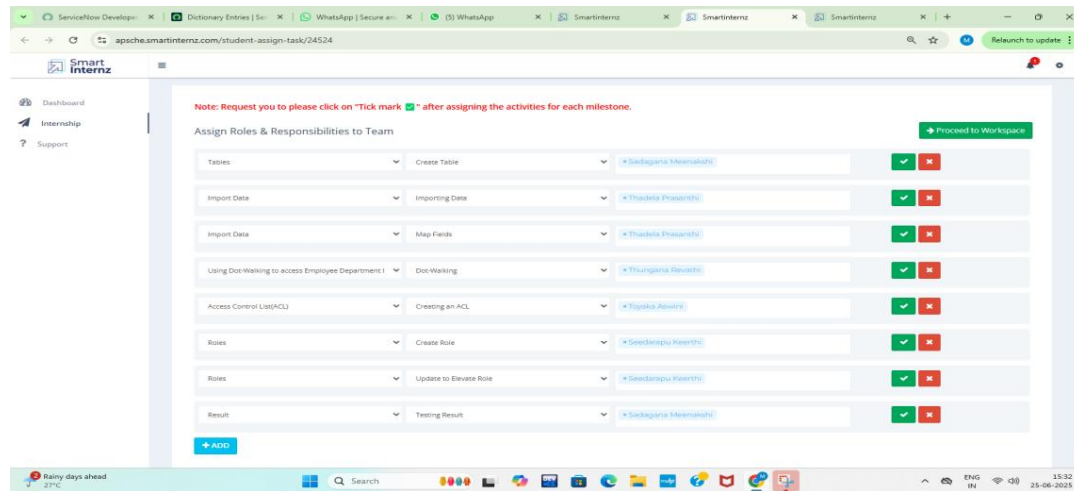 ServiceNow Develope
Dictionary Entries | Ser
WhatsApp | Secure an
(5) WhatsApp
Smartinternz
Smartinternz
Smartinternz
apsche.smartinternz.com/student-assign-task/24524
M
Relaunch to update
Smart
Internz
Dashboard
Internship
Support
Note: Request you to please click on "Tick mark ✅ " after assigning the activities for each milestone.
Assign Roles & Responsibilities to Team
Proceed to Workspace
Tables Create Table × Sadagana Meenakshi
Import Data Importing Data × Thadela Prasanthi
Import Data Map Fields × Thadela Prasanthi
Using Dot-Walking to access Employee Department Dot-Walking × Thungana Revathi
Access Control List(ACL) Creating an ACL × Toyaka Aswini
Roles Create Role × Seedarapu Keerthi
Roles Update to Elevate Role × Seedarapu Keerthi
Result Testing Result × Sadagana Meenakshi
+ ADD
Rainy days ahead
27°C
Search
ENG
IN
15:32
25-06-2025